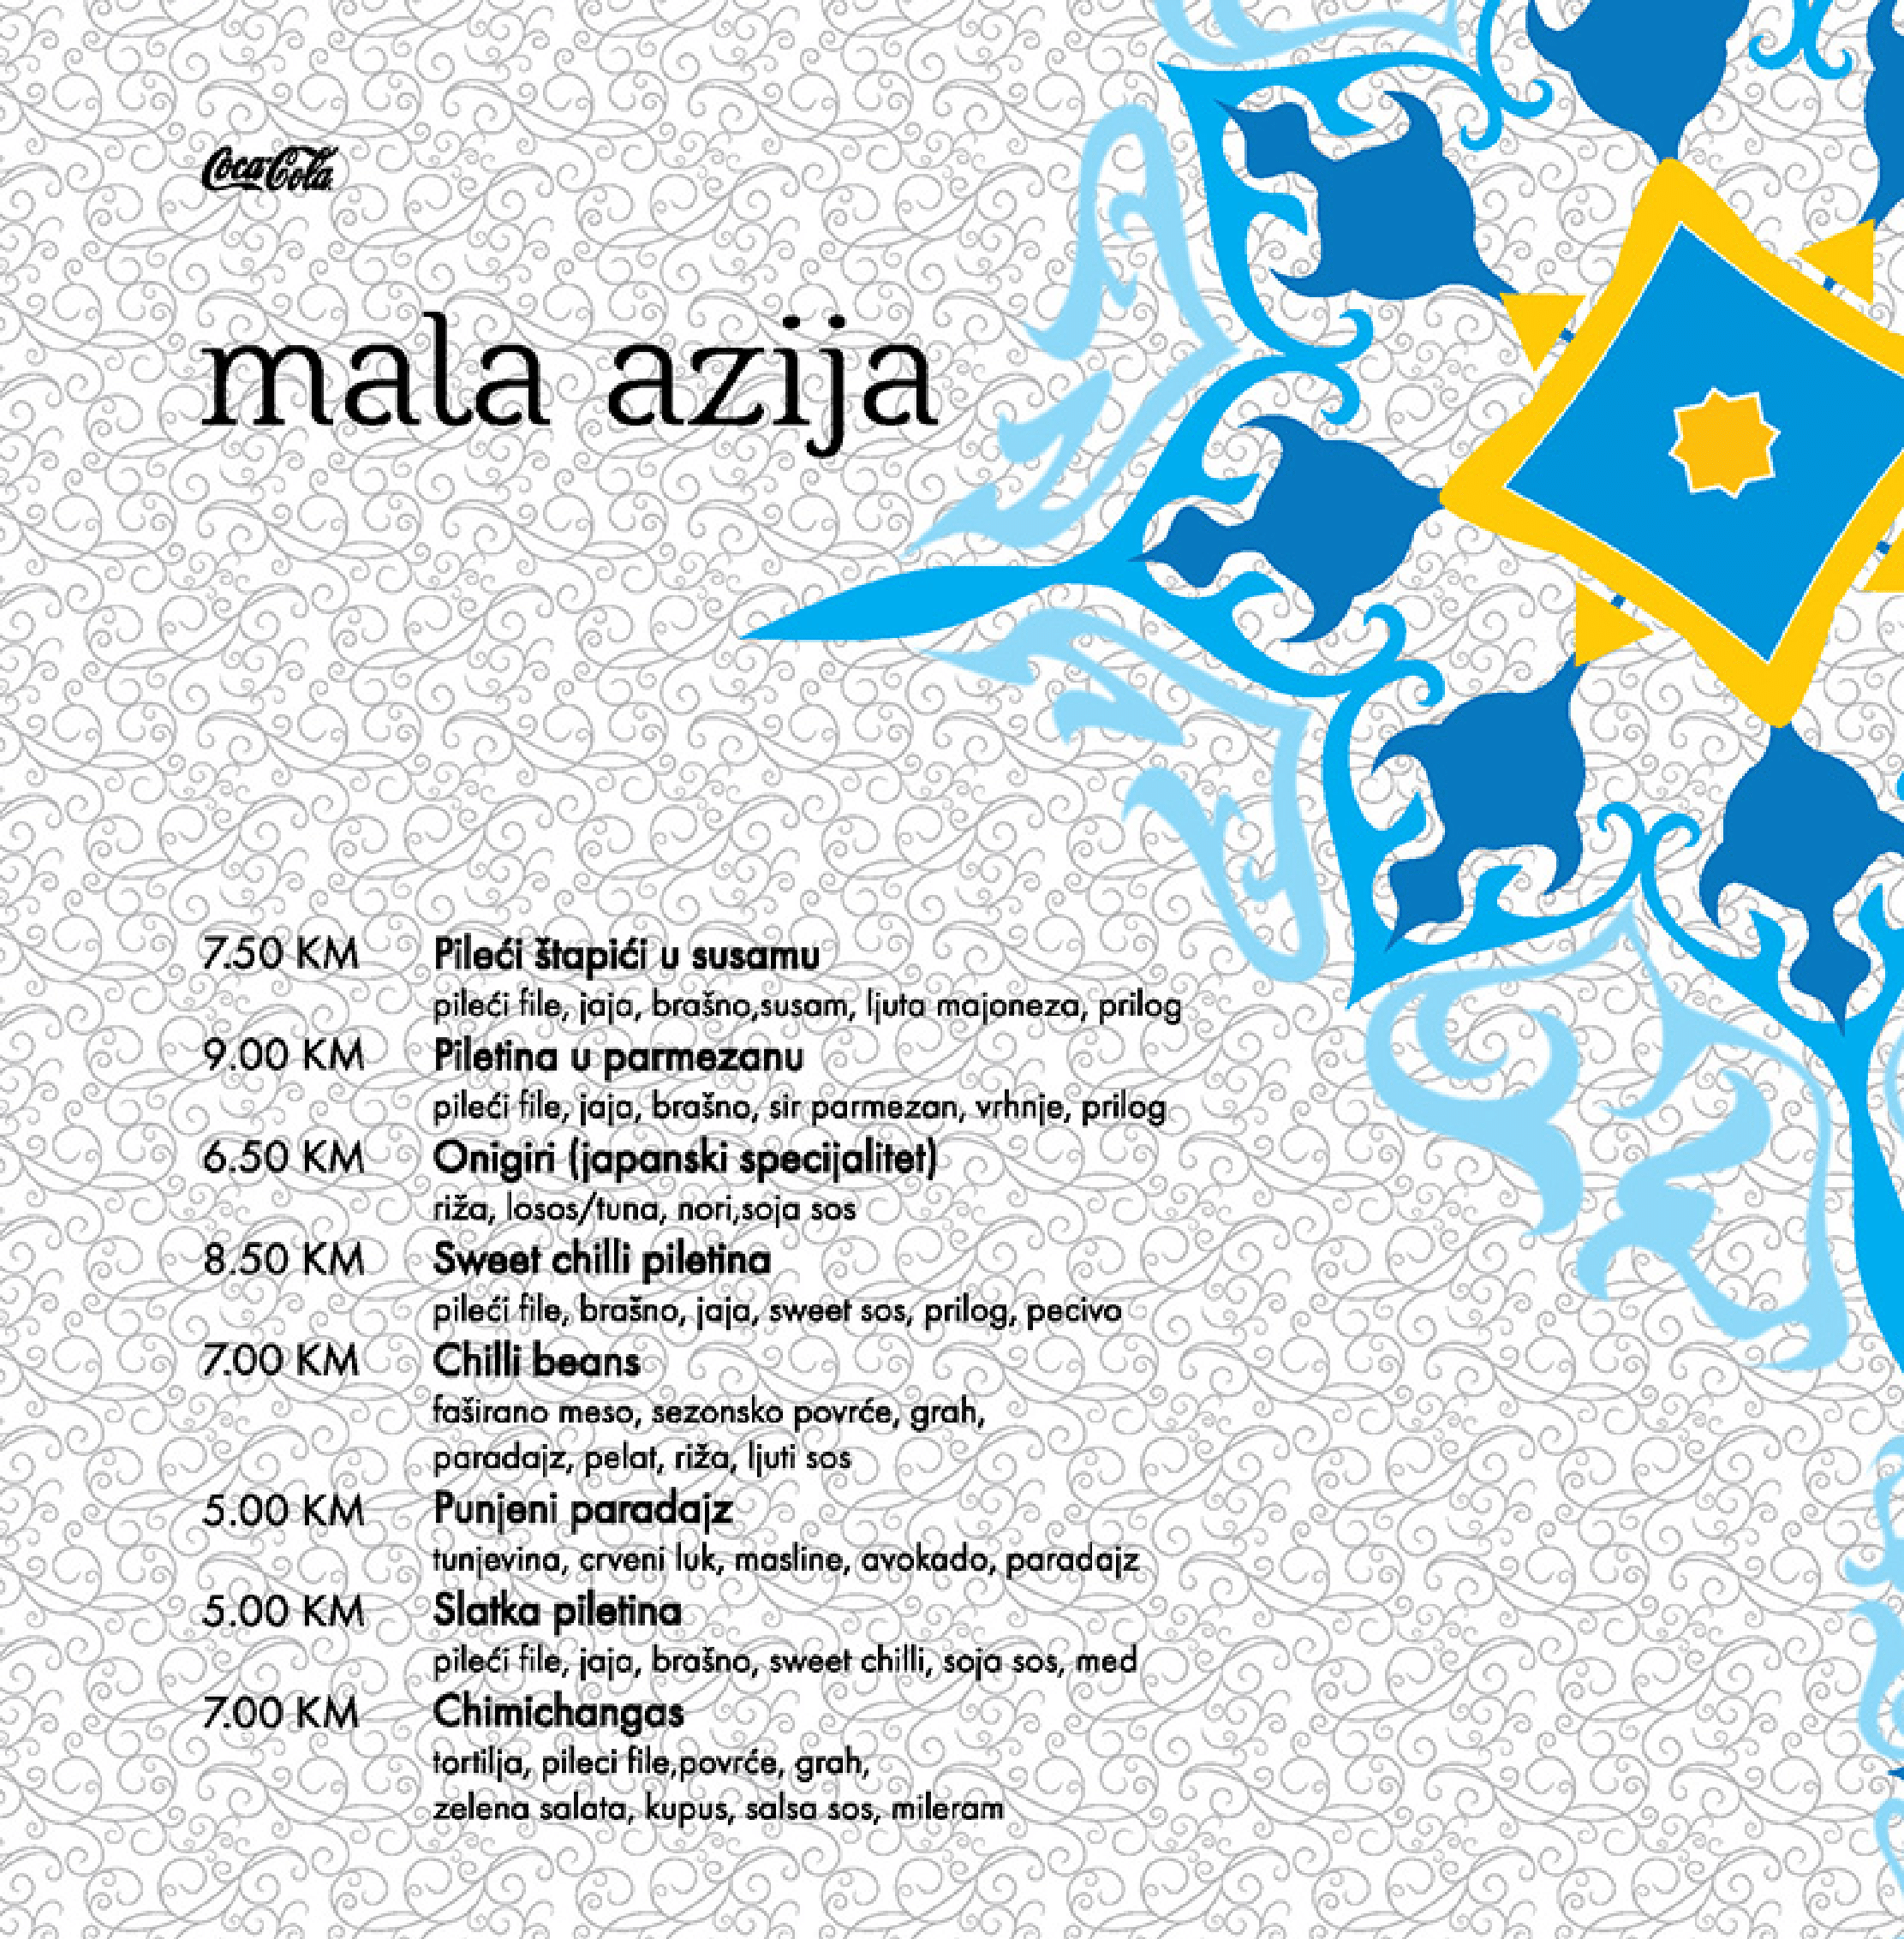 Coca-Cola
mala azija
7.50 KM Pileći štapići u susamu
pileći file, jaja, brašno,susam, ljuta majoneza, prilog
9.00 KM Piletina u parmezanu
pileći file, jaja, brašno, sir parmezan, vrhnje, prilog
6.50 KM Onigiri (japanski specijalitet)
riža, losos/tuna, nori,soja sos
8.50 KM Sweet chilli piletina
pileći file, brašno, jaja, sweet sos, prilog, pecivo
7.00 KM Chilli beans
faširano meso, sezonsko povrće, grah,
paradajz, pelat, riža, ljuti sos
5.00 KM Punjeni paradajz
tunjevina, crveni luk, masline, avokado, paradajz
5.00 KM Slatka piletina
pileći file, jaja, brašno, sweet chilli, soja sos, med
7.00 KM Chimichangas
tortilja, pileci file,povrće, grah,
zelena salata, kupus, salsa sos, mileram